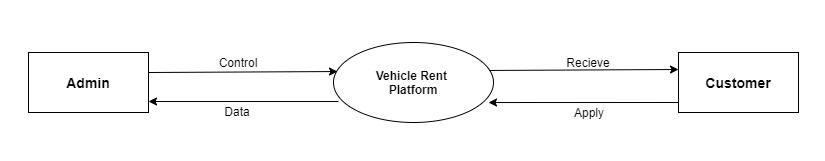 Control
Recieve
Admin
Vehicle Rent
Platform
Customer
Data
Apply